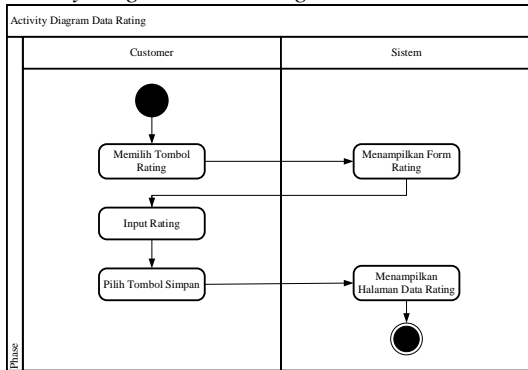 Activity Diagram Data Rating
Customer
Sistem
Memilih Tombol
Rating
Menampilkan Form
Rating
Input Rating
Pilih Tombol Simpan
Menampilkan
Halaman Data Rating
Phase